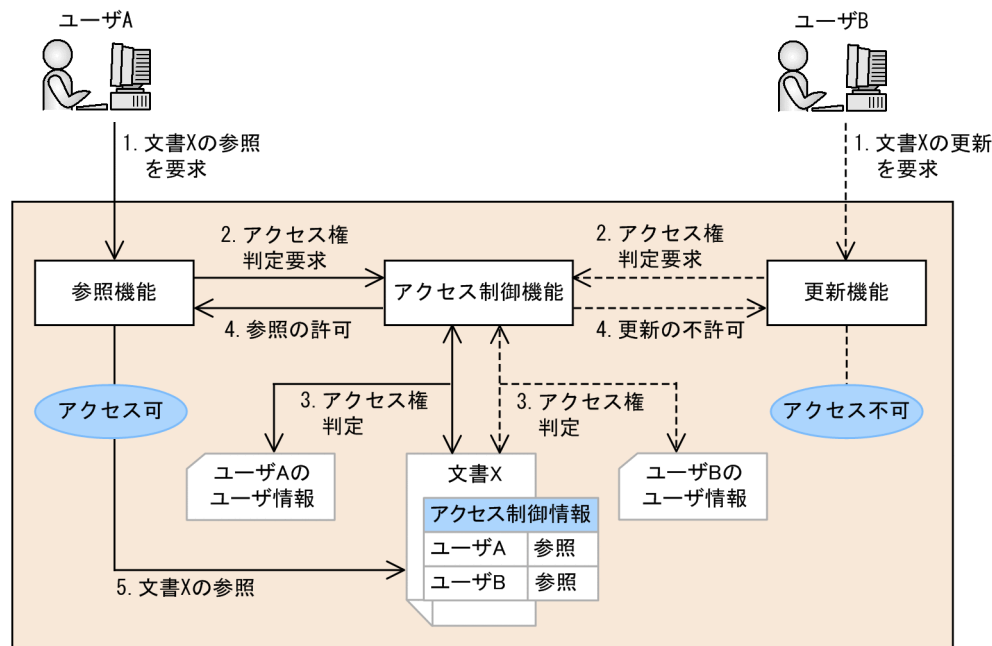 ユーザA
ユーザB
1. 文書Xの参照
を要求
1. 文書Xの更新
を要求
2. アクセス権
判定要求
2. アクセス権
判定要求
参照機能
アクセス制御機能
更新機能
4. 参照の許可
4. 更新の不許可
アクセス可
3. アクセス権
判定
3. アクセス権
判定
アクセス不可
ユーザAの
ユーザ情報
文書X
ユーザBの
ユーザ情報
アクセス制御情報
ユーザA 参照
ユーザB 参照
5. 文書Xの参照